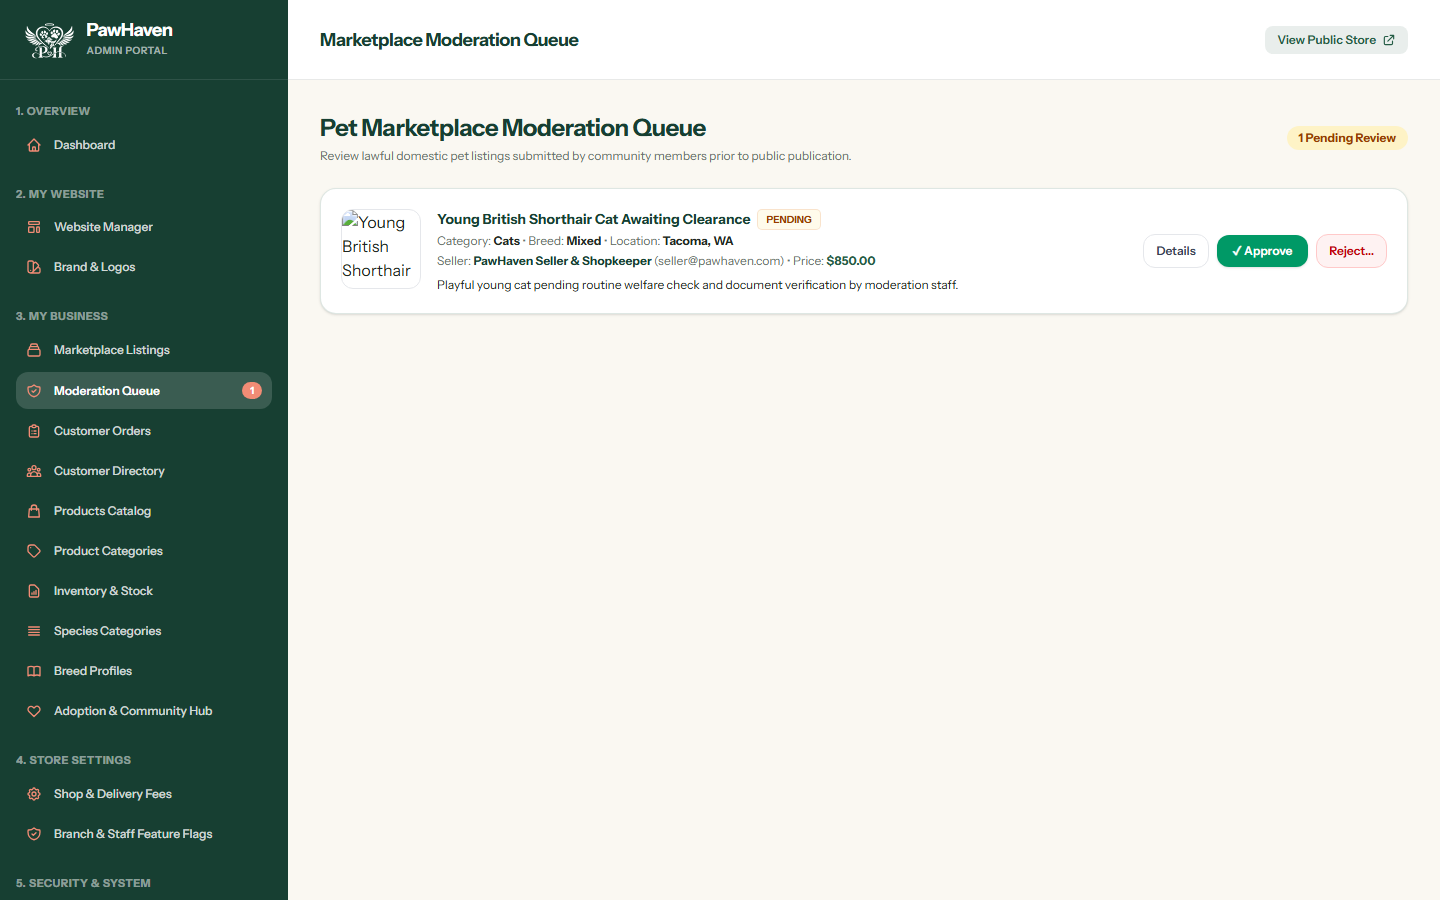 PawHaven
ADMIN PORTAL
1. OVERVIEW
Dashboard
2. MY WEBSITE
Website Manager
Brand & Logos
3. MY BUSINESS
Marketplace Listings
Moderation Queue 1
Customer Orders
Customer Directory
Products Catalog
Product Categories
Inventory & Stock
Species Categories
Breed Profiles
Adoption & Community Hub
4. STORE SETTINGS
Shop & Delivery Fees
Branch & Staff Feature Flags
5. SECURITY & SYSTEM
Marketplace Moderation Queue
View Public Store
Pet Marketplace Moderation Queue
Review lawful domestic pet listings submitted by community members prior to public publication.
1 Pending Review
Young
British
Shorthair
Young British Shorthair Cat Awaiting Clearance PENDING
Category: Cats • Breed: Mixed • Location: Tacoma, WA
Seller: PawHaven Seller & Shopkeeper (seller@pawhaven.com) • Price: $850.00
Playful young cat pending routine welfare check and document verification by moderation staff.
Details
✓ Approve
Reject...